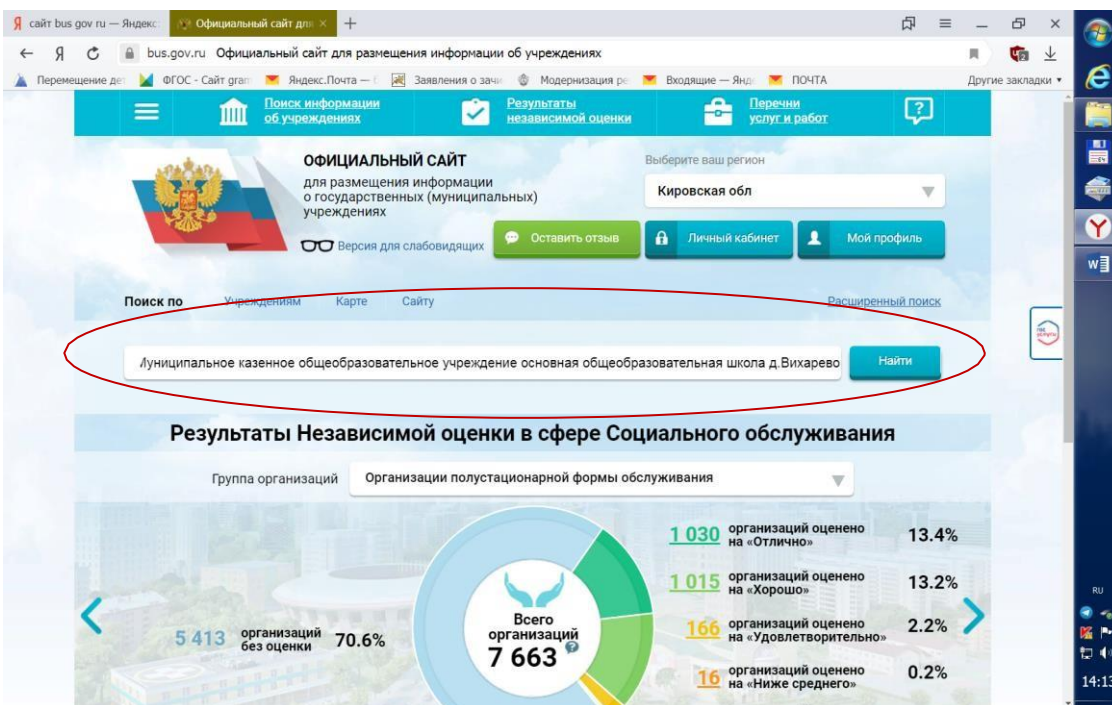 Я сайт bus gov ru — Яндекс:
Официальный сайт для ×
+
Я
bus.gov.ru Официальный сайт для размещения информации об учреждениях
2
Перемещение де
ФГОС - Сайт gram
Яндекс.Почта —
Заявления о зачи
Модернизация ре
Входящие — Янд
ПОЧТА
Другие закладки
Поиск информации
об учреждениях
Результаты
независимой оценки
Перечни
услуг и работ
?
ОФИЦИАЛЬНЫЙ САЙТ
для размещения информации
о государственных (муниципальных)
учреждениях
Версия для слабовидящих
Выберите ваш регион
Кировская обл
Оставить отзыв
Личный кабинет
Мой профиль
Поиск по Учреждениям Карте Сайту
Расширенный поиск
Муниципальное казенное общеобразовательное учреждение основная общеобразовательная школа д.Вихарево
Найти
Результаты Независимой оценки в сфере Социального обслуживания
Группа организаций
Организации полустационарной формы обслуживания
5 413 организаций
без оценки 70.6%
Всего
организаций
7 663 ?
1 030 организаций оценено
на «Отлично» 13.4%
1 015 организаций оценено
на «Хорошо» 13.2%
166 организаций оценено
на «Удовлетворительно» 2.2%
16 организаций оценено
на «Ниже среднего» 0.2%
RU
14:13